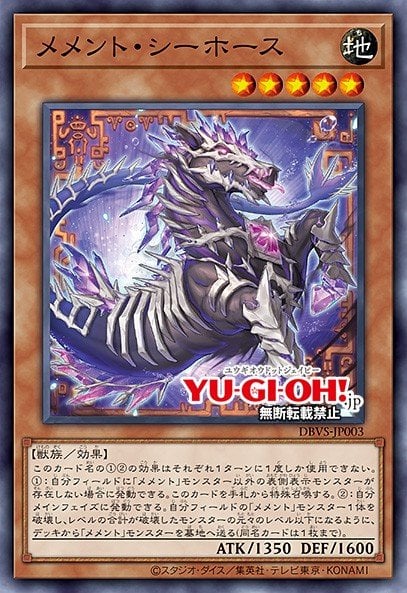 メメント・シーホース
地
ユウギオウドットジェイピー
YU-GI-OH!.jp
無断転載禁止
DBVS-JP003
【獣族／効果】
このカード名の①②の効果はそれぞれ１ターンに１度しか使用できない。
①：自分フィールドに「メメント」モンスター以外の表側表示モンスターが
存在しない場合に発動できる。このカードを手札から特殊召喚する。②：自分
メインフェイズに発動できる。自分フィールドの「メメント」モンスター１体を
破壊し、レベルの合計が破壊したモンスターの元々のレベル以下になるように、
デッキから「メメント」モンスターを墓地へ送る（同名カードは１枚まで）。
ATK/1350 DEF/1600
©スタジオ・ダイス／集英社・テレビ東京・KONAMI